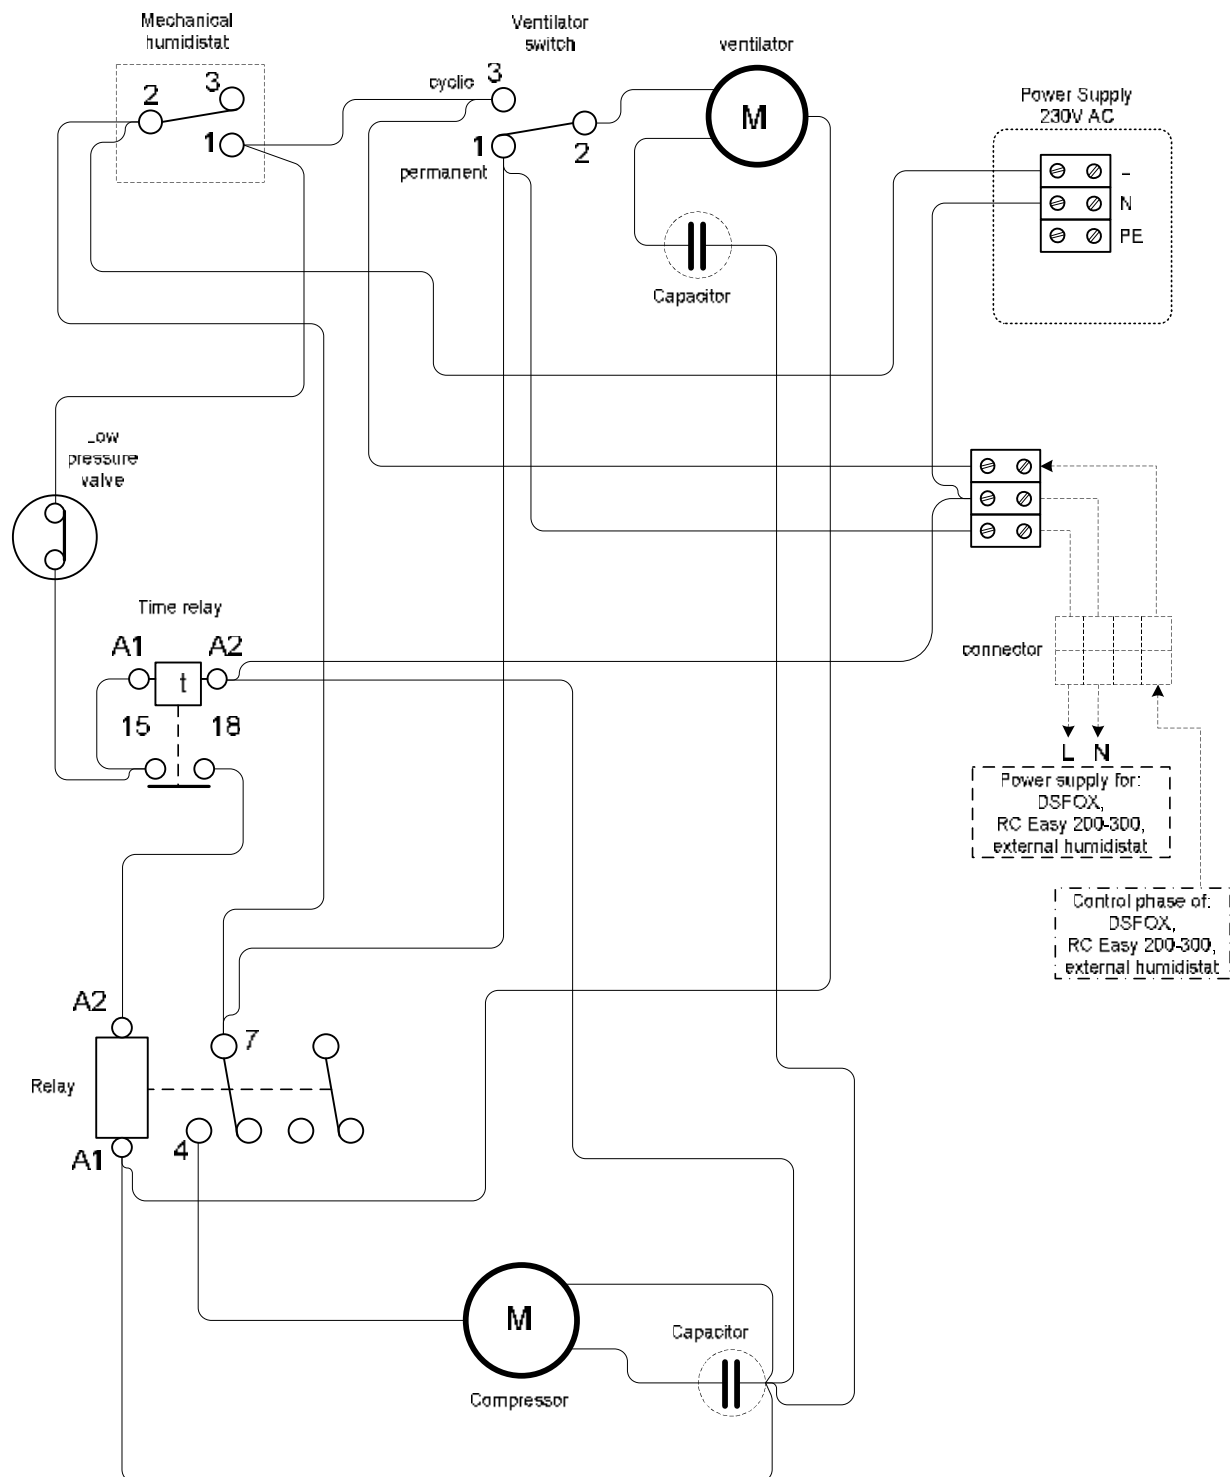 Mechanical
humidistat
Ventilator
switch
ventilator
Power Supply
230V AC
cyclic
3
3
2
1
2
1
permanent
M
N
PE
Capacitor
Low
pressure
valve
Time relay
A1
A2
t
15
18
connector
L N
Power supply for:
DSFOX,
RC Easy 200-300,
external humidistat
Control phase of:
DSFOX,
RC Easy 200-300,
external humidistat
A2
7
Relay
4
A1
M
Capacitor
Compressor